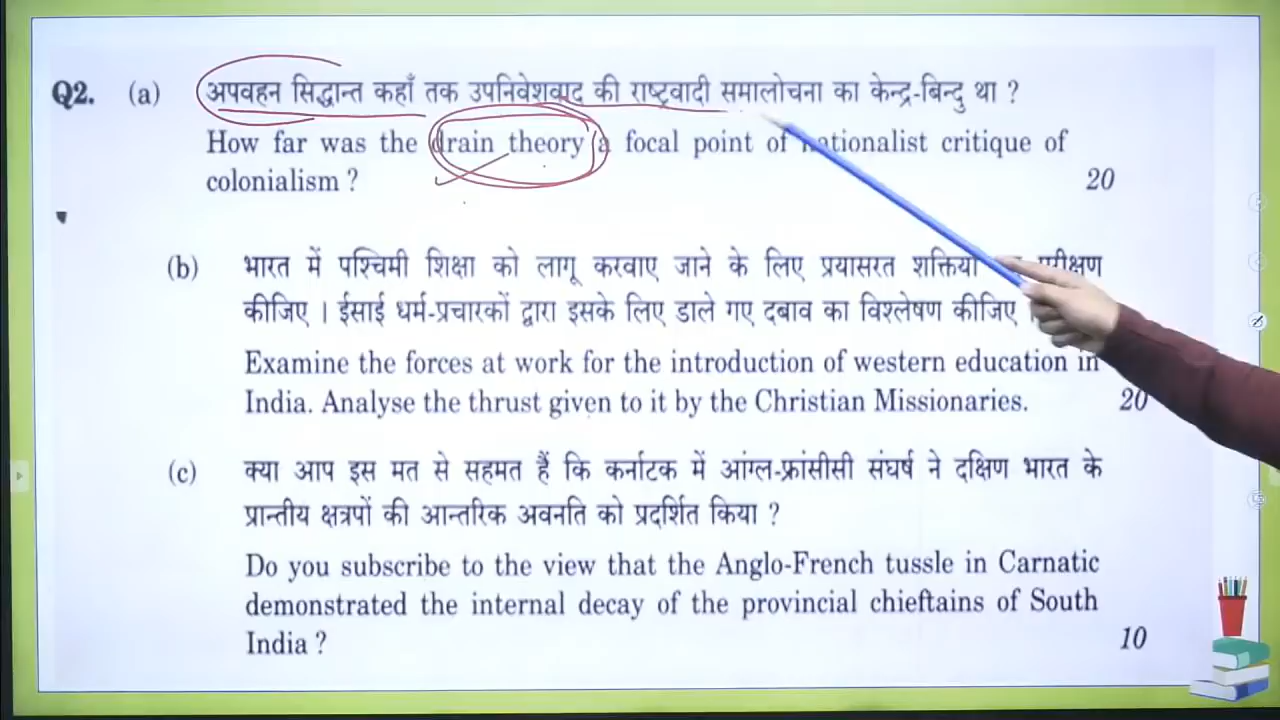 Q2. (a) अपवहन सिद्धान्त कहाँ तक उपनिवेशवाद की राष्ट्रवादी समालोचना का केन्द्र-बिन्दु था ?
How far was the drain theory a focal point of nationalist critique of
colonialism ? 20
(b) भारत में पश्चिमी शिक्षा को लागू करवाए जाने के लिए प्रयासरत शक्तियों परीक्षण
कीजिए । ईसाई धर्म-प्रचारकों द्वारा इसके लिए डाले गए दबाव का विश्लेषण कीजिए
Examine the forces at work for the introduction of western education in
India. Analyse the thrust given to it by the Christian Missionaries. 20
(c) क्या आप इस मत से सहमत हैं कि कर्नाटक में आंग्ल-फ्रांसीसी संघर्ष ने दक्षिण भारत के
प्रान्तीय क्षत्रपों की आन्तरिक अवनति को प्रदर्शित किया ?
Do you subscribe to the view that the Anglo-French tussle in Carnatic
demonstrated the internal decay of the provincial chieftains of South
India ? 10